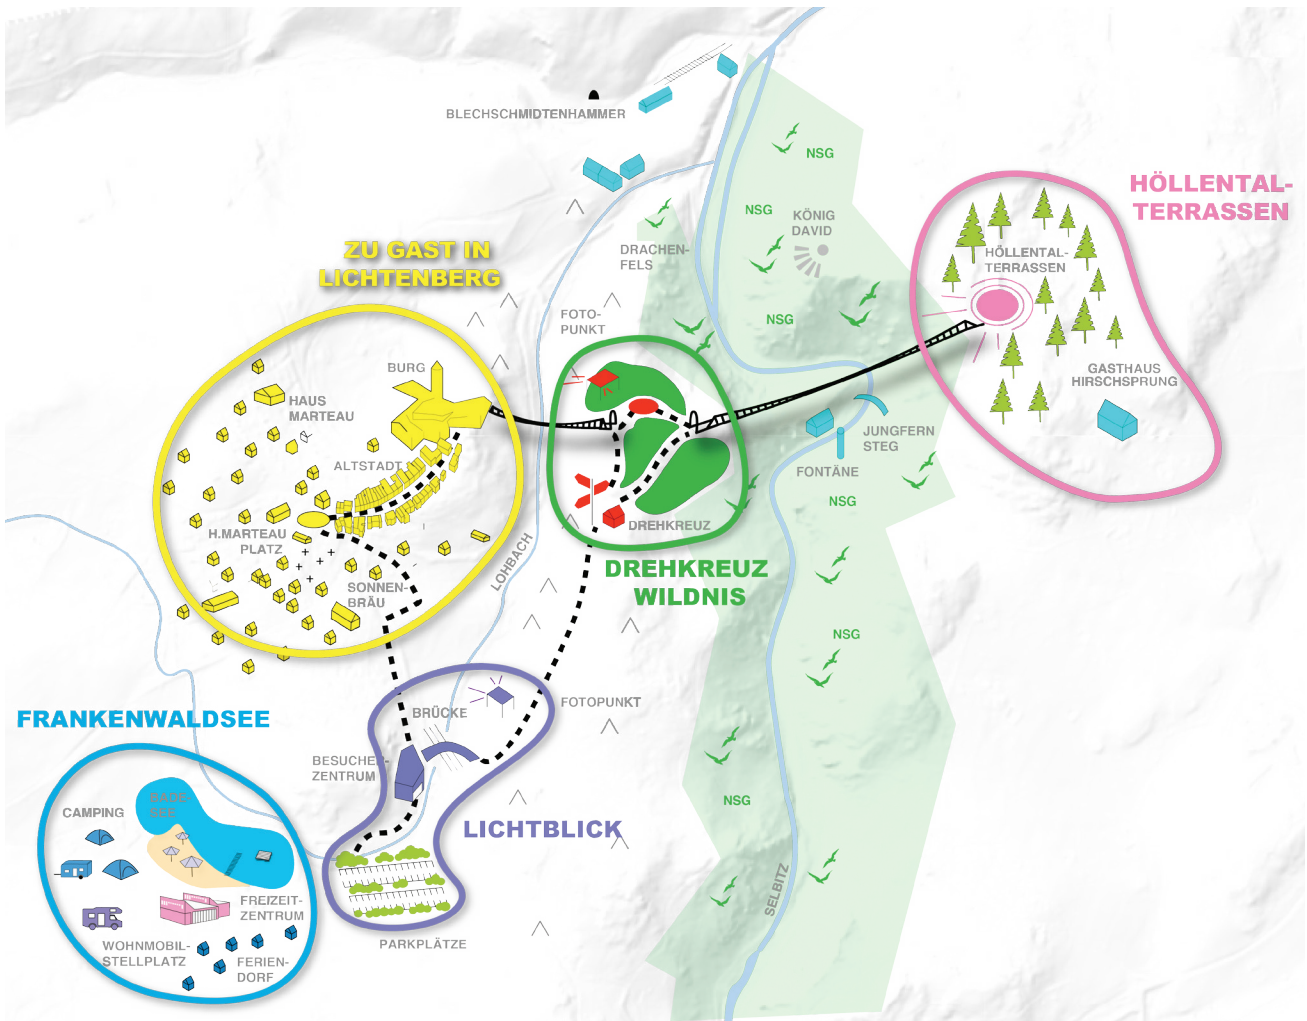 BLECHSCHMIDTENHAMMER
NSG
HÖLLENTAL-
TERRASSEN
NSG
KÖNIG
DAVID
DRACHEN-
FELS
ZU GAST IN
LICHTENBERG
HÖLLENTAL-
TERRASSEN
FOTO-
PUNKT
NSG
BURG
HAUS
MARTEAU
GASTHAUS
HIRSCHSPRUNG
JUNGFERN
STEG
ALTSTADT
FONTÄNE
NSG
H.MARTEAU
PLATZ
DREHKREUZ
LOHBACH
DREHKREUZ
WILDNIS
SONNEN-
BRÄU
NSG
FRANKENWALDSEE
BRÜCKE
FOTOPUNKT
BESUCHER-
ZENTRUM
NSG
CAMPING
BADE-
SEE
LICHTBLICK
SELBITZ
FREIZEIT-
ZENTRUM
WOHNMOBIL-
STELLPLATZ
FERIEN-
DORF
PARKPLÄTZE